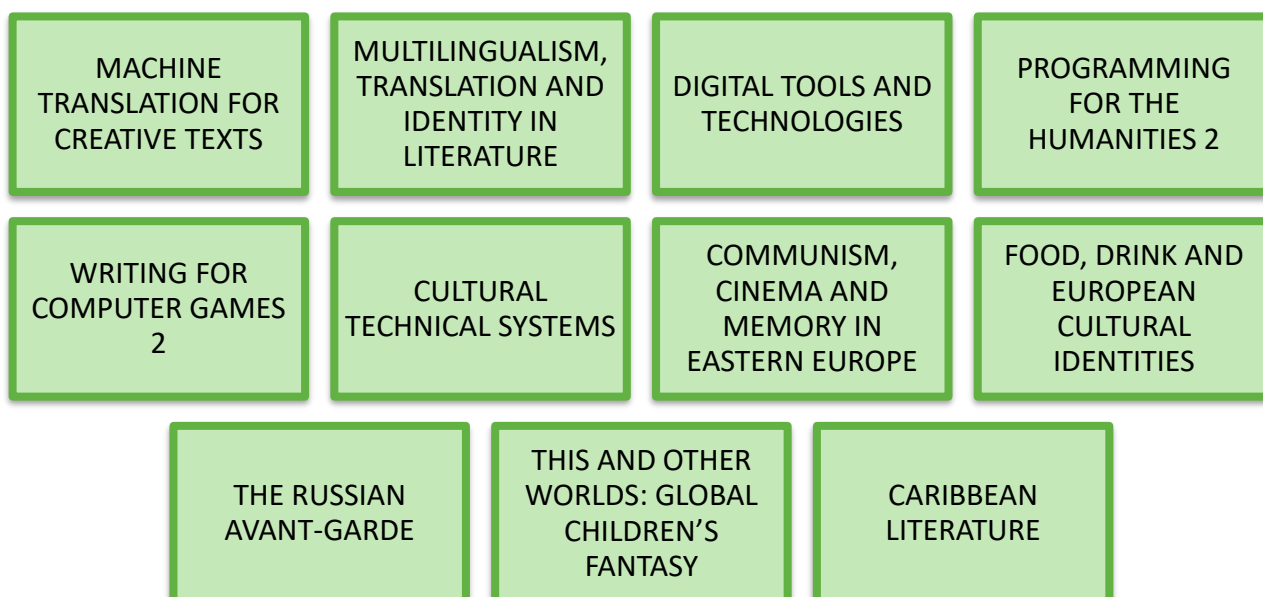 MACHINE
TRANSLATION FOR
CREATIVE TEXTS
MULTILINGUALISM,
TRANSLATION AND
IDENTITY IN
LITERATURE
DIGITAL TOOLS AND
TECHNOLOGIES
PROGRAMMING
FOR THE
HUMANITIES 2
WRITING FOR
COMPUTER GAMES
2
CULTURAL
TECHNICAL SYSTEMS
COMMUNISM,
CINEMA AND
MEMORY IN
EASTERN EUROPE
FOOD, DRINK AND
EUROPEAN
CULTURAL
IDENTITIES
THE RUSSIAN
AVANT-GARDE
THIS AND OTHER
WORLDS: GLOBAL
CHILDREN’S
FANTASY
CARIBBEAN
LITERATURE